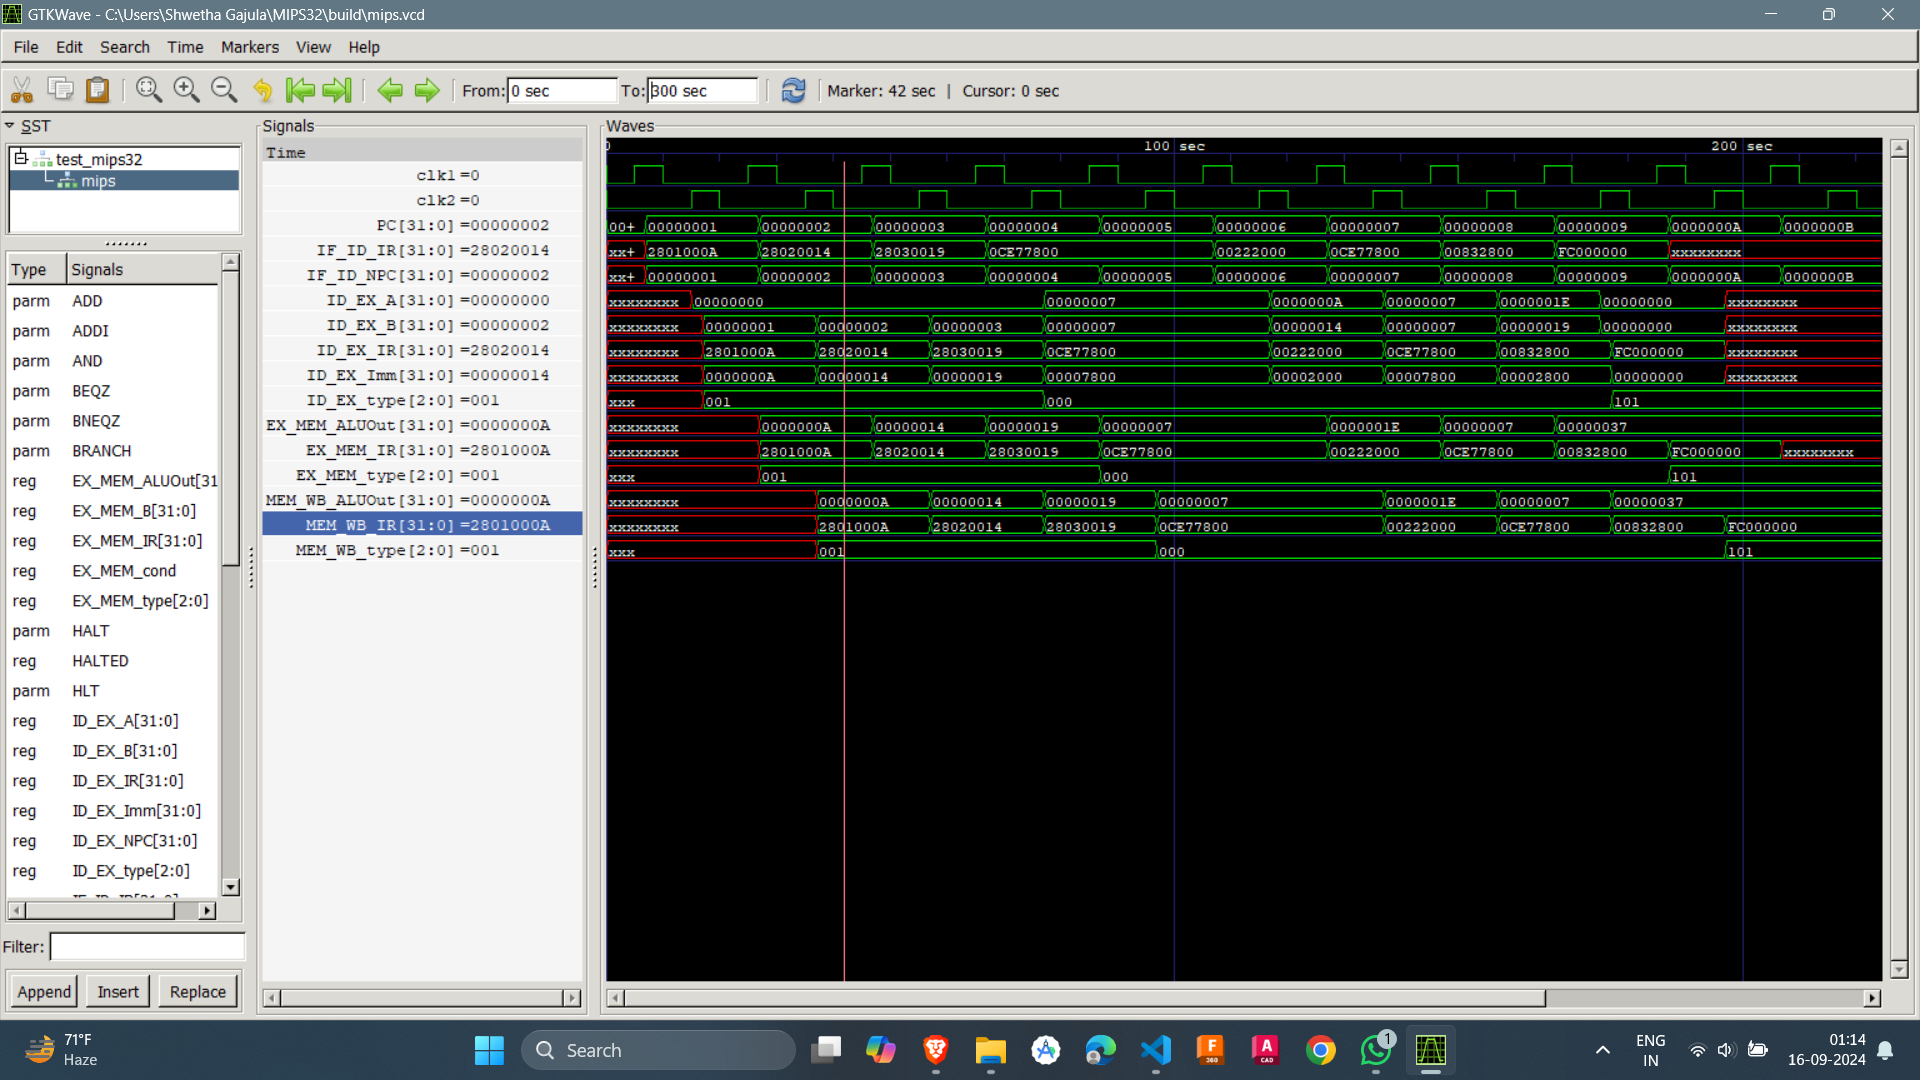 GTKWave - C:\Users\Shwetha Gajula\MIPS32\build\mips.vcd
File Edit Search Time Markers View Help
From: 0 sec To: 300 sec Marker: 42 sec | Cursor: 0 sec
SST
test_mips32
mips
Type Signals
parm ADD
parm ADDI
parm AND
parm BEQZ
parm BNEQZ
parm BRANCH
reg EX_MEM_ALUOut[31
reg EX_MEM_B[31:0]
reg EX_MEM_IR[31:0]
reg EX_MEM_cond
reg EX_MEM_type[2:0]
parm HALT
reg HALTED
parm HLT
reg ID_EX_A[31:0]
reg ID_EX_B[31:0]
reg ID_EX_IR[31:0]
reg ID_EX_Imm[31:0]
reg ID_EX_NPC[31:0]
reg ID_EX_type[2:0]
Filter:
Append Insert Replace
Signals
Time
clk1 =0
clk2 =0
PC[31:0] =00000002
IF_ID_IR[31:0] =28020014
IF_ID_NPC[31:0] =00000002
ID_EX_A[31:0] =00000000
ID_EX_B[31:0] =00000002
ID_EX_IR[31:0] =28020014
ID_EX_Imm[31:0] =00000014
ID_EX_type[2:0] =001
EX_MEM_ALUOut[31:0] =0000000A
EX_MEM_IR[31:0] =2801000A
EX_MEM_type[2:0] =001
MEM_WB_ALUOut[31:0] =0000000A
MEM_WB_IR[31:0] =2801000A
MEM_WB_type[2:0] =001
Waves
0 100 sec 200 sec
00+ 00000001 00000002 00000003 00000004 00000005 00000006 00000007 00000008 00000009 0000000A 0000000B
xx+ 2801000A 28020014 28030019 0CE77800 00222000 0CE77800 00832800 FC000000 xxxxxxxx
xx+ 00000001 00000002 00000003 00000004 00000005 00000006 00000007 00000008 00000009 0000000A 0000000B
xxxxxxxx 00000000 00000007 0000000A 00000007 0000001E 00000000 xxxxxxxx
xxxxxxxx 00000001 00000002 00000003 00000007 00000014 00000007 00000019 00000000 xxxxxxxx
xxxxxxxx 2801000A 28020014 28030019 0CE77800 00222000 0CE77800 00832800 FC000000 xxxxxxxx
xxxxxxxx 0000000A 00000014 00000019 00007800 00002000 00007800 00002800 00000000 xxxxxxxx
xxx 001 000 101
xxxxxxxx 0000000A 00000014 00000019 00000007 0000001E 00000007 00000037
xxxxxxxx 2801000A 28020014 28030019 0CE77800 00222000 0CE77800 00832800 FC000000 xxxxxxxx
xxx 001 000 101
xxxxxxxx 0000000A 00000014 00000019 00000007 0000001E 00000007 00000037
xxxxxxxx 2801000A 28020014 28030019 0CE77800 00222000 0CE77800 00832800 FC000000
xxx 001 000 101
71°F
Haze
Search
F
360
A
CAD
1
ENG
IN
01:14
16-09-2024